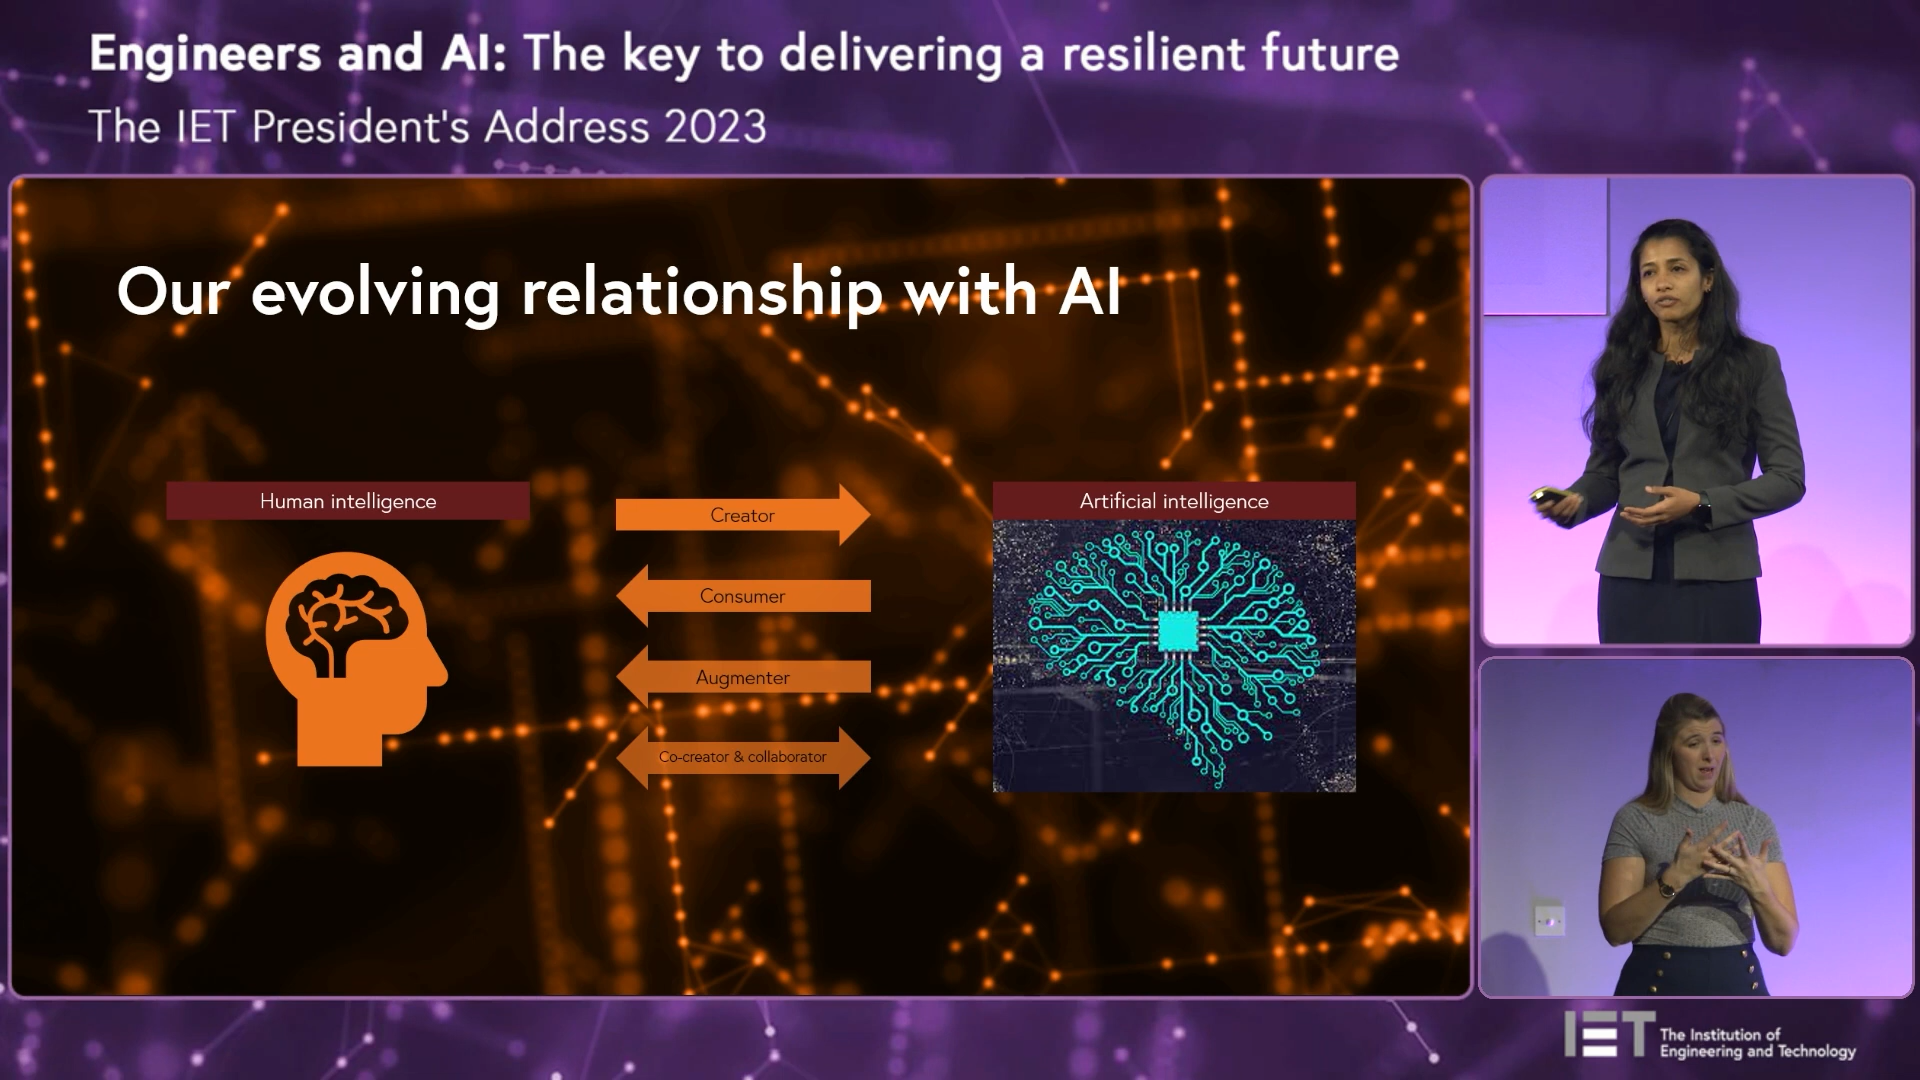 Engineers and AI: The key to delivering a resilient future
The IET President's Address 2023
Our evolving relationship with AI
Human intelligence
Creator
Consumer
Augmenter
Co-creator & collaborator
Artificial intelligence
IET
The Institution of
Engineering and Technology